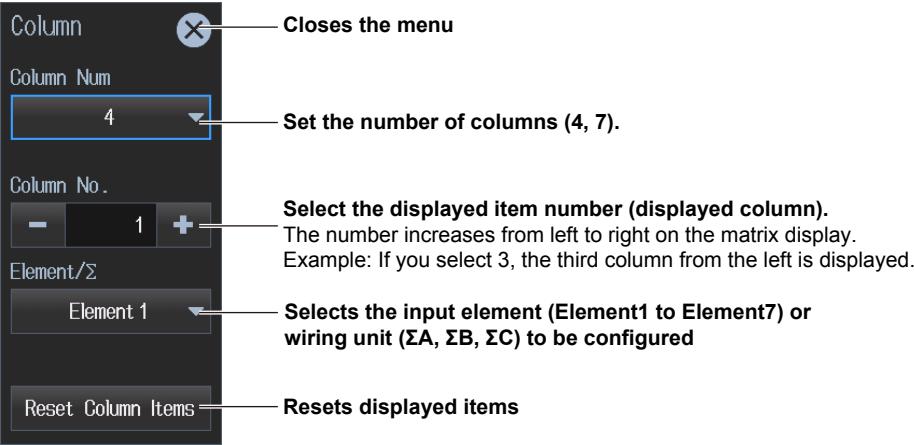 Column
Closes the menu
Column Num
4
Set the number of columns (4, 7).
Column No.
1
Select the displayed item number (displayed column).
The number increases from left to right on the matrix display.
Example: If you select 3, the third column from the left is displayed.
Element/Σ
Element 1
Selects the input element (Element1 to Element7) or
wiring unit (ΣA, ΣB, ΣC) to be configured
Reset Column Items
Resets displayed items